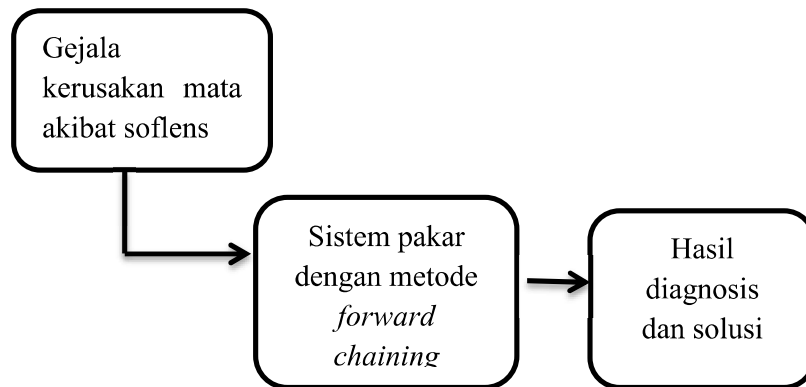 Gejala
kerusakan mata
akibat soflens
Sistem pakar
dengan metode
forward
chaining
Hasil
diagnosis
dan solusi